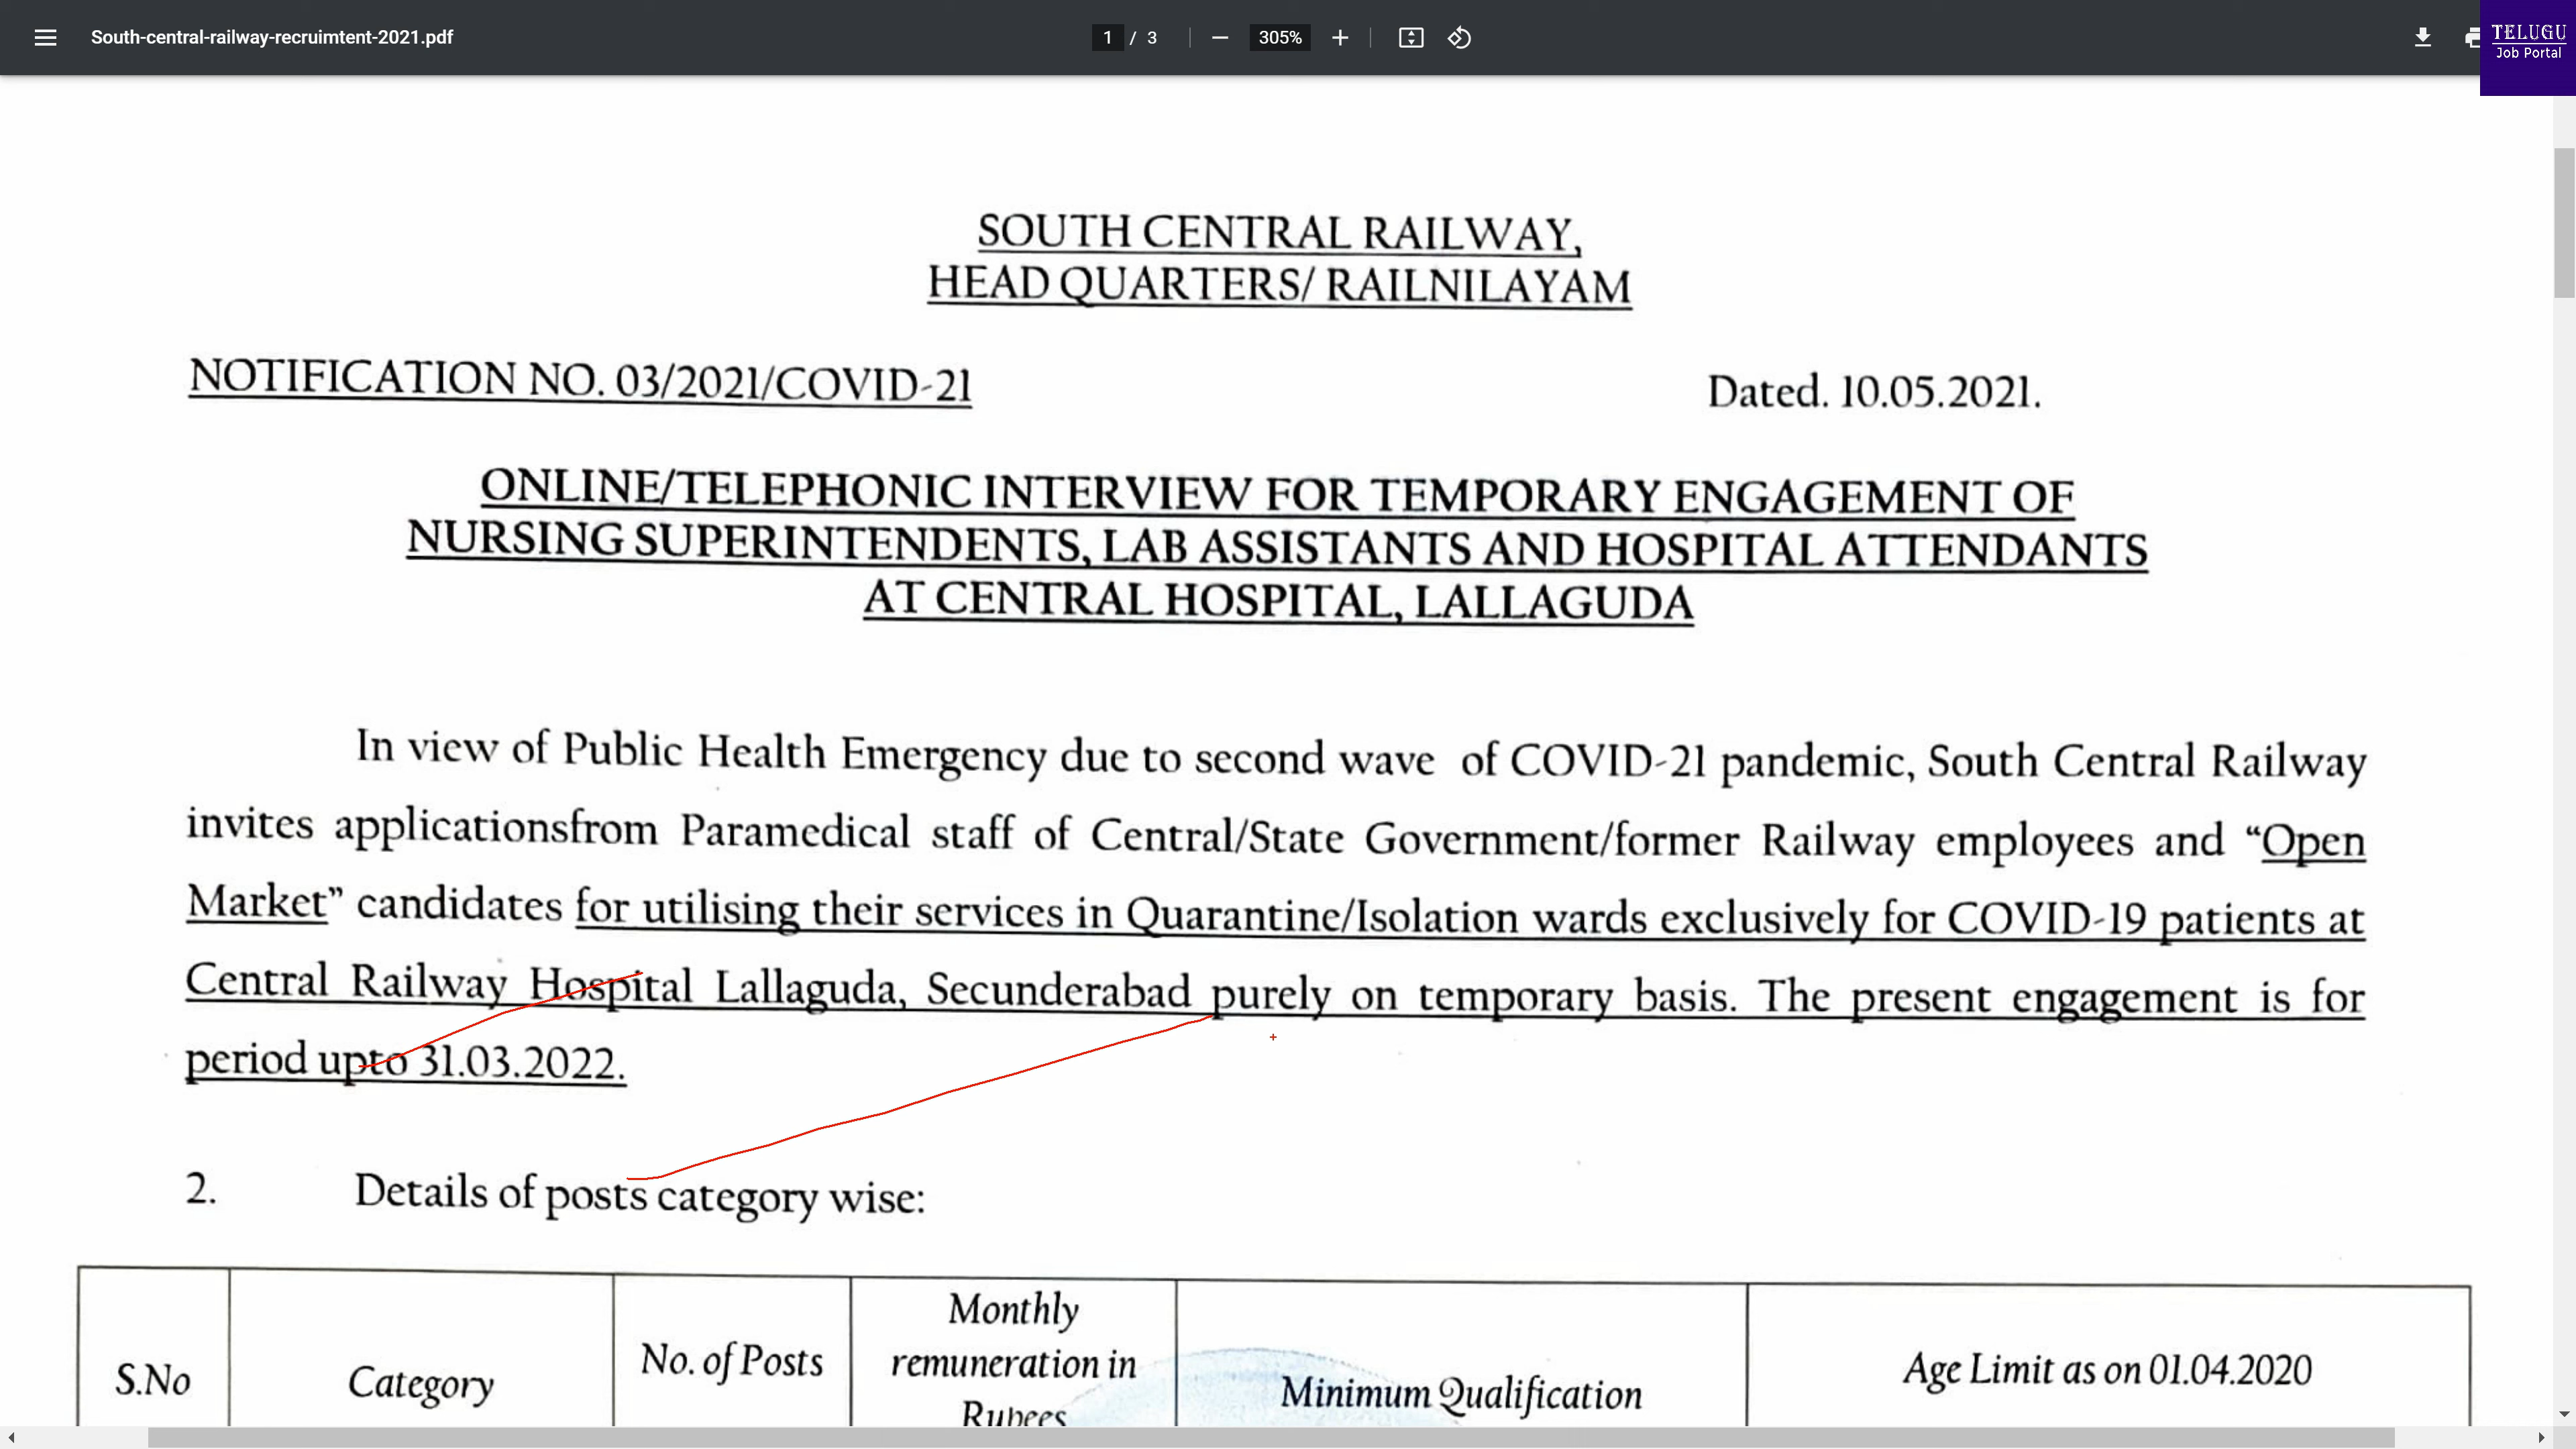 South-central-railway-recruimtent-2021.pdf
1 / 3
305%
TELUGU
Job Portal
SOUTH CENTRAL RAILWAY,
HEAD QUARTERS/ RAILNILAYAM
NOTIFICATION NO. 03/2021/COVID-21 Dated. 10.05.2021.
ONLINE/TELEPHONIC INTERVIEW FOR TEMPORARY ENGAGEMENT OF
NURSING SUPERINTENDENTS, LAB ASSISTANTS AND HOSPITAL ATTENDANTS
AT CENTRAL HOSPITAL, LALLAGUDA
In view of Public Health Emergency due to second wave of COVID-21 pandemic, South Central Railway
invites applicationsfrom Paramedical staff of Central/State Government/former Railway employees and “Open
Market” candidates for utilising their services in Quarantine/Isolation wards exclusively for COVID-19 patients at
Central Railway Hospital Lallaguda, Secunderabad purely on temporary basis. The present engagement is for
period upto 31.03.2022.
2. Details of posts category wise:
S.No
Category
No. of Posts
Monthly
remuneration in
Rupees
Minimum Qualification
Age Limit as on 01.04.2020